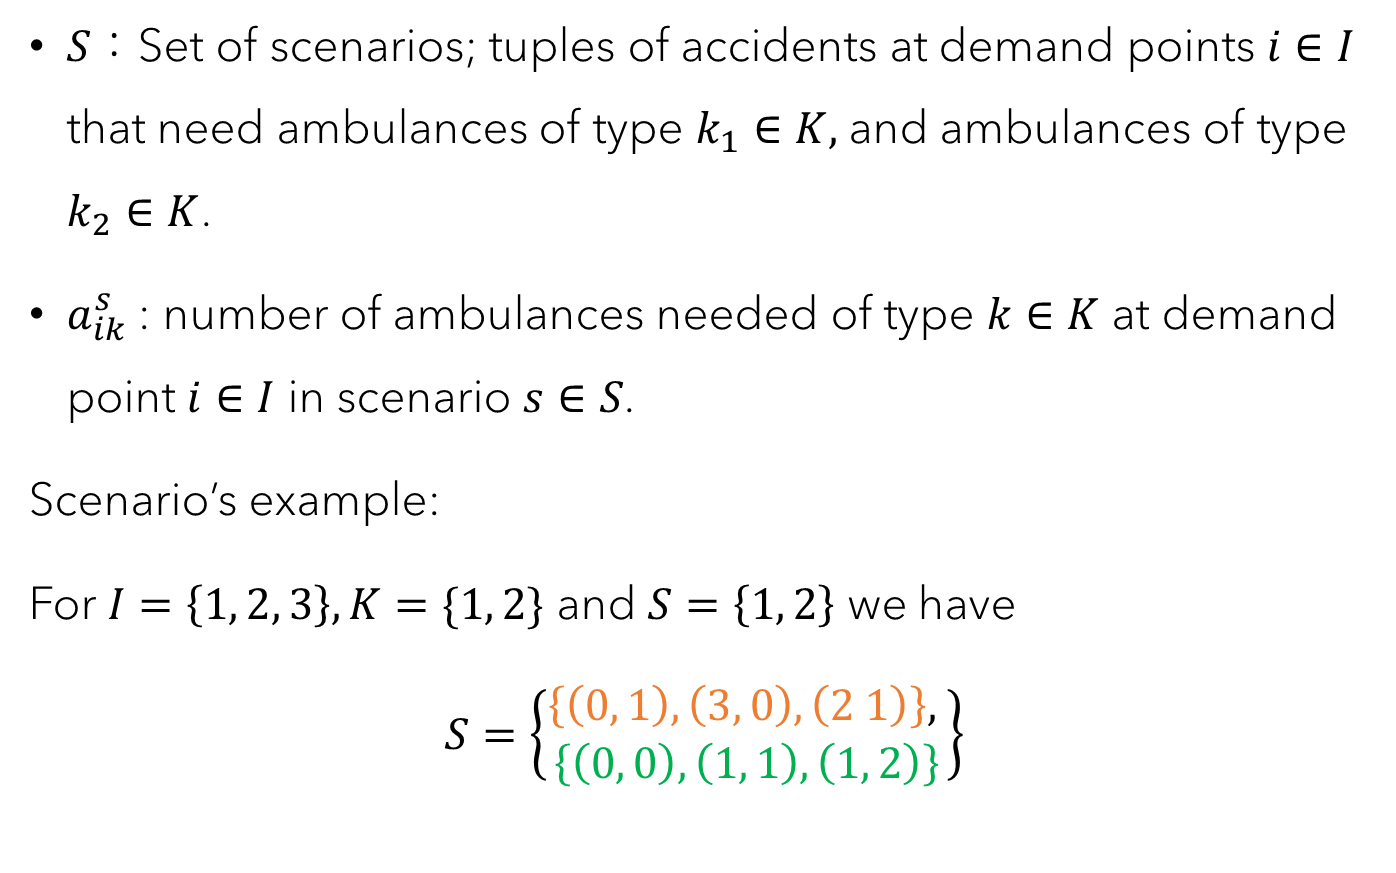 • S : Set of scenarios; tuples of accidents at demand points i ∈ I
that need ambulances of type k₁ ∈ K, and ambulances of type
k₂ ∈ K.
• a_{ik}^{s} : number of ambulances needed of type k ∈ K at demand
point i ∈ I in scenario s ∈ S.
Scenario’s example:
For I = {1, 2, 3}, K = {1, 2} and S = {1, 2} we have
S = { {(0, 1), (3, 0), (2 1)},
{(0, 0), (1, 1), (1, 2)} }